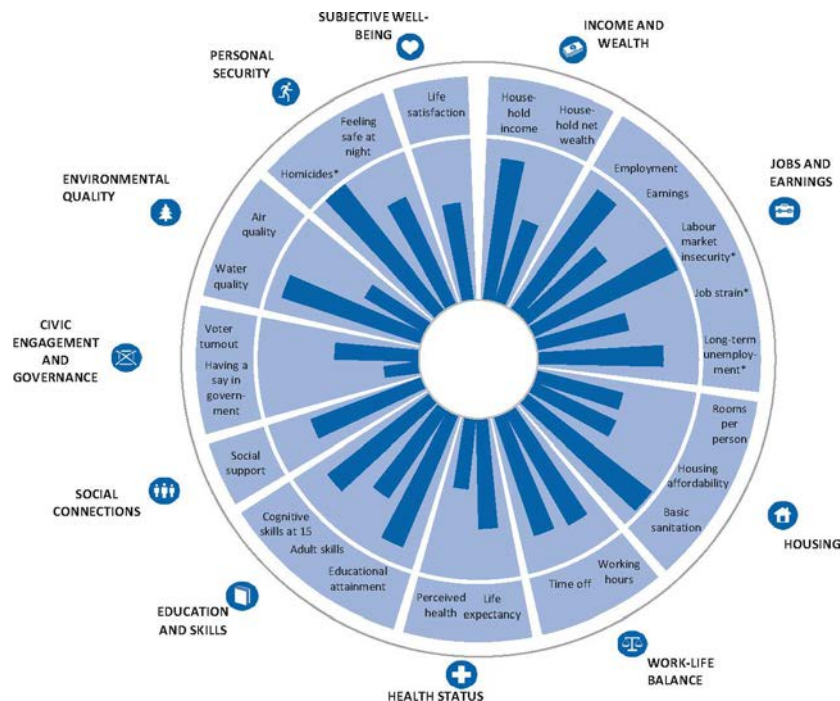 SUBJECTIVE WELL-
BEING
INCOME AND
WEALTH
PERSONAL
SECURITY
ENVIRONMENTAL
QUALITY
CIVIC
ENGAGEMENT
AND
GOVERNANCE
SOCIAL
CONNECTIONS
EDUCATION
AND SKILLS
HEALTH STATUS
WORK-LIFE
BALANCE
HOUSING
JOBS AND
EARNINGS
Life
satisfaction
House-
hold
income
House-
hold net
wealth
Employment
Earnings
Labour
market
insecurity*
Job strain*
Long-term
unemploy-
ment*
Rooms
per
person
Housing
affordability
Basic
sanitation
Working
hours
Time off
Life
expectancy
Perceived
health
Educational
attainment
Adult skills
Cognitive
skills at 15
Social
support
Having a
say in
govern-
ment
Voter
turnout
Water
quality
Air
quality
Homicides*
Feeling
safe at
night